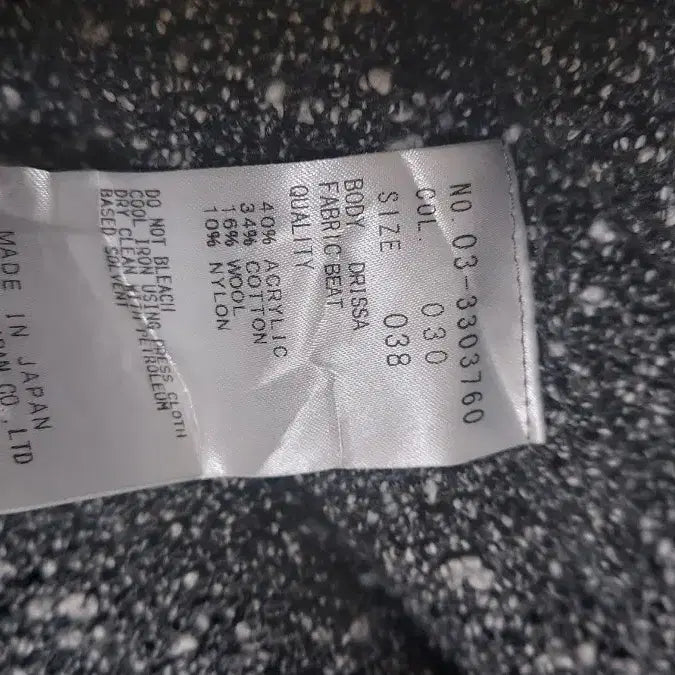 NO. 03-3303760
COL. 030
SIZE 038
BODY DRISSA
FABRIC BEAT
QUALITY
40% ACRYLIC
34% COTTON
16% WOOL
10% NYLON
DO NOT BLEACH
COOL IRON USING PRESS CLOTH
DRY CLEAN WITH PETROLEUM
BASED SOLVENT
MADE IN JAPAN
CO., LTD